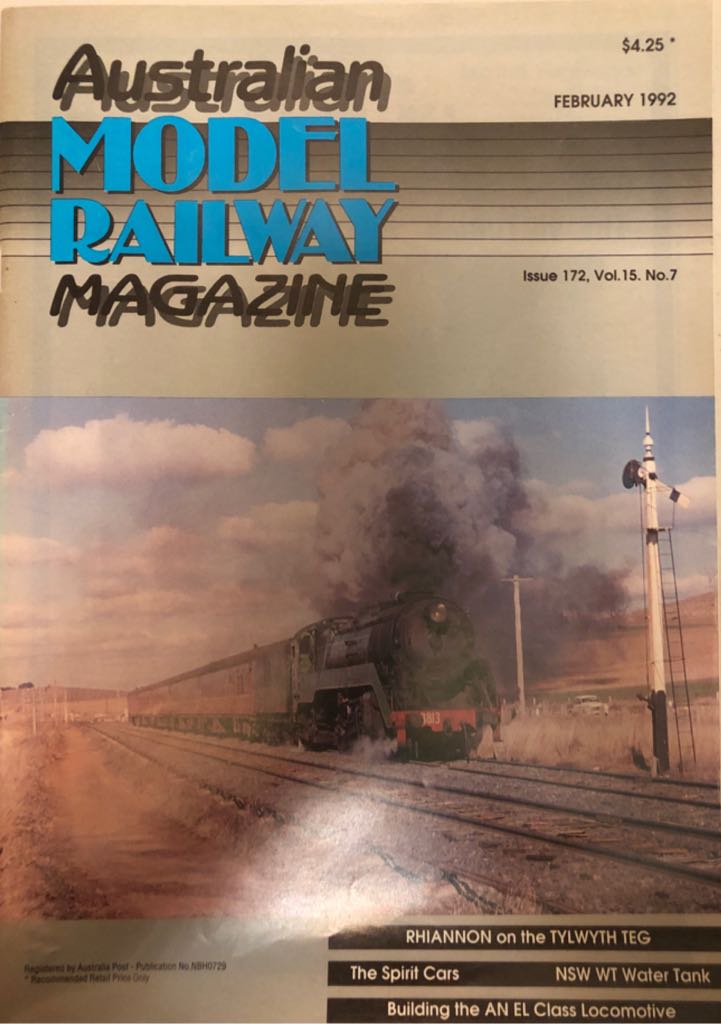 $4.25 *
Australian
FEBRUARY 1992
MODEL
RAILWAY
Issue 172, Vol.15. No.7
MAGAZINE
3813
RHIANNON on the TYLWYTH TEG
Registered by Australia Post - Publication No.NBH0729
* Recommended Retail Price Only
The Spirit Cars NSW WT Water Tank
Building the AN EL Class Locomotive